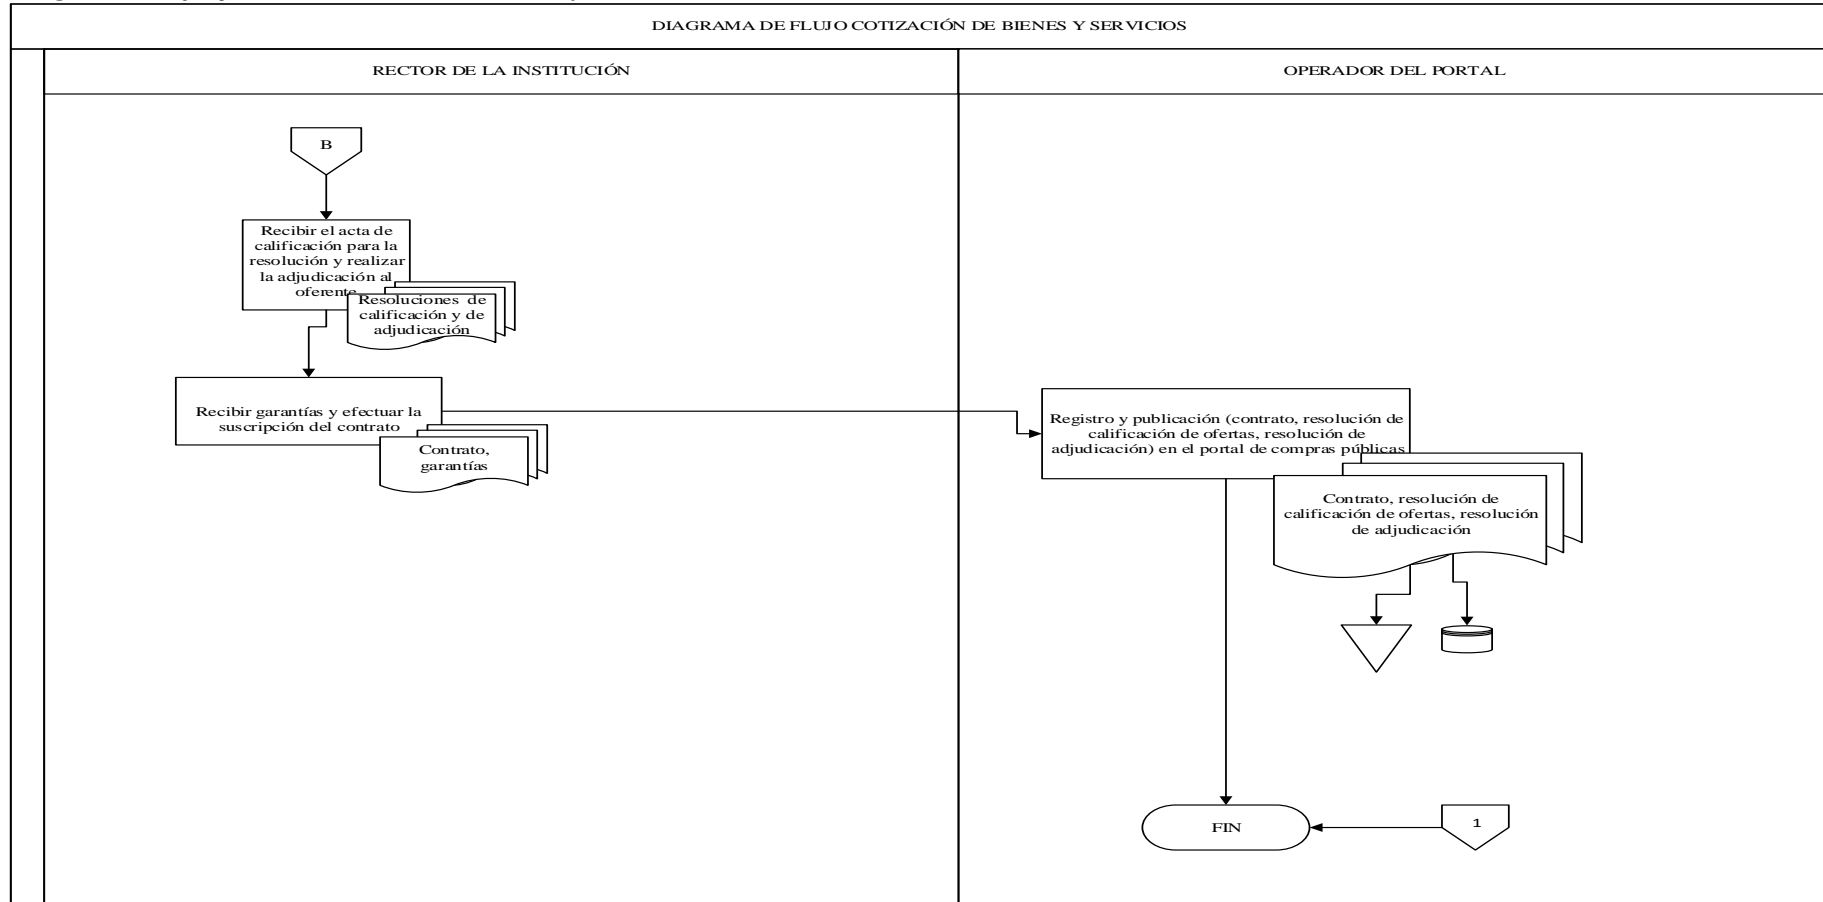 DIAGRAMA DE FLUJO COTIZACIÓN DE BIENES Y SERVICIOS
RECTOR DE LA INSTITUCIÓN
OPERADOR DEL PORTAL
B
Recibir el acta de
calificación para la
resolución y realizar
la adjudicación al
oferente
Resoluciones de
calificación y de
adjudicación
Recibir garantías y efectuar la
suscripción del contrato
Contrato,
garantías
Registro y publicación (contrato, resolución de
calificación de ofertas, resolución de
adjudicación) en el portal de compras públicas
Contrato, resolución de
calificación de ofertas, resolución
de adjudicación
FIN
1